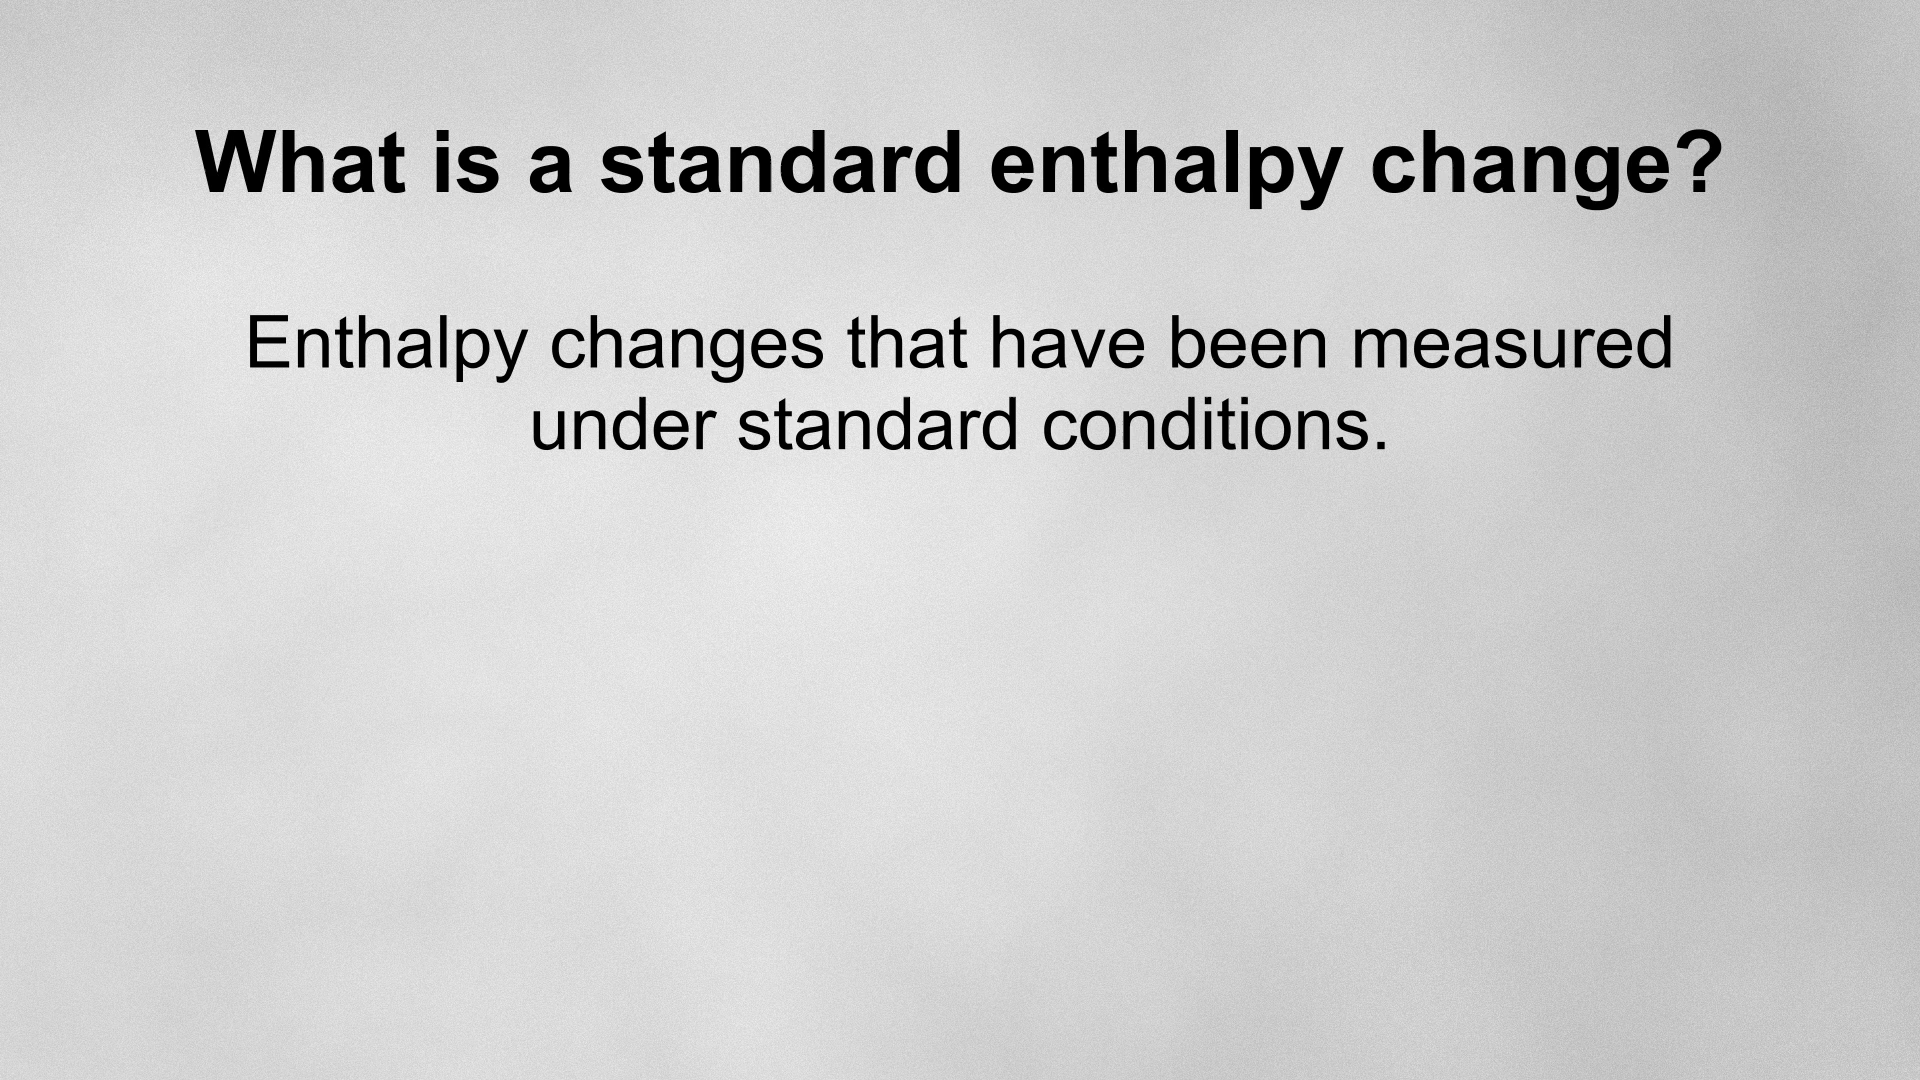 What is a standard enthalpy change?
Enthalpy changes that have been measured
under standard conditions.